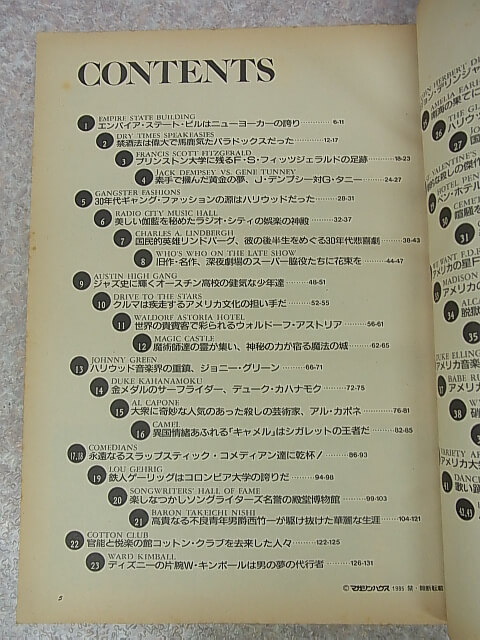 CONTENTS
1 EMPIRE STATE BUILDING
エンパイア・ステート・ビルはニューヨーカーの誇り 6-11
2 DRY TIMES SPEAKEASIES
禁酒法は偉大で馬鹿気たパラドックスだった 12-17
3 FRANCIS SCOTT FITZGERALD
プリンストン大学に残るF・S・フィッツジェラルドの足跡 18-23
4 JACK DEMPSEY VS. GENE TUNNEY
素手で摑んだ黄金の夢、J・デンプシー対G・タニー 24-27
5 GANGSTER FASHIONS
30年代ギャング・ファッションの源はハリウッドだった 28-31
6 RADIO CITY MUSIC HALL
美しい伽藍を秘めたラジオ・シティの娯楽の神殿 32-37
7 CHARLES A. LINDBERGH
国民的英雄リンドバーグ、彼の後半生をめぐる30年代悲喜劇 38-43
8 WHO'S WHO ON THE LATE SHOW
旧作・名作、深夜劇場のスーパー脇役たちに花束を 44-47
9 AUSTIN HIGH GANG
ジャズ史に輝くオースチン高校の健気な少年達 48-51
10 DRIVE TO THE STARS
クルマは疾走するアメリカ文化の担い手だ 52-55
11 WALDORF ASTORIA HOTEL
世界の貴賓客で彩られるウォルドーフ・アストリア 56-61
12 MAGIC CASTLE
魔術師達の霊が集い、神秘の力が宿る魔法の城 62-65
13 JOHNNY GREEN
ハリウッド音楽界の重鎮、ジョニー・グリーン 66-71
14 DUKE KAHANAMOKU
金メダルのサーフライダー、デューク・カハナモク 72-75
15 AL CAPONE
大衆に奇妙な人気のあった殺しの芸術家、アル・カポネ 76-81
16 CAMEL
異国情緒あふれる「キャメル」はシガレットの王者だ 82-85
17,18 COMEDIANS
永遠なるスラップスティック・コメディアン達に乾杯! 86-93
19 LOU GEHRIG
鉄人ゲーリッグはコロンビア大学の誇りだ 94-98
20 SONGWRITERS' HALL OF FAME
楽しなつかしソングライターズ名誉の殿堂博物館 99-103
21 BARON TAKEICHI NISHI
高貴なる不良青年男爵西竹一が駆け抜けた華麗な生涯 104-121
22 COTTON CLUB
官能と悦楽の館コットン・クラブを去来した人々 122-125
23 WARD KIMBALL
ディズニーの片腕W・キンボールは男の夢の代行者 126-131
5
©マガジンハウス 1995 禁・無断転載